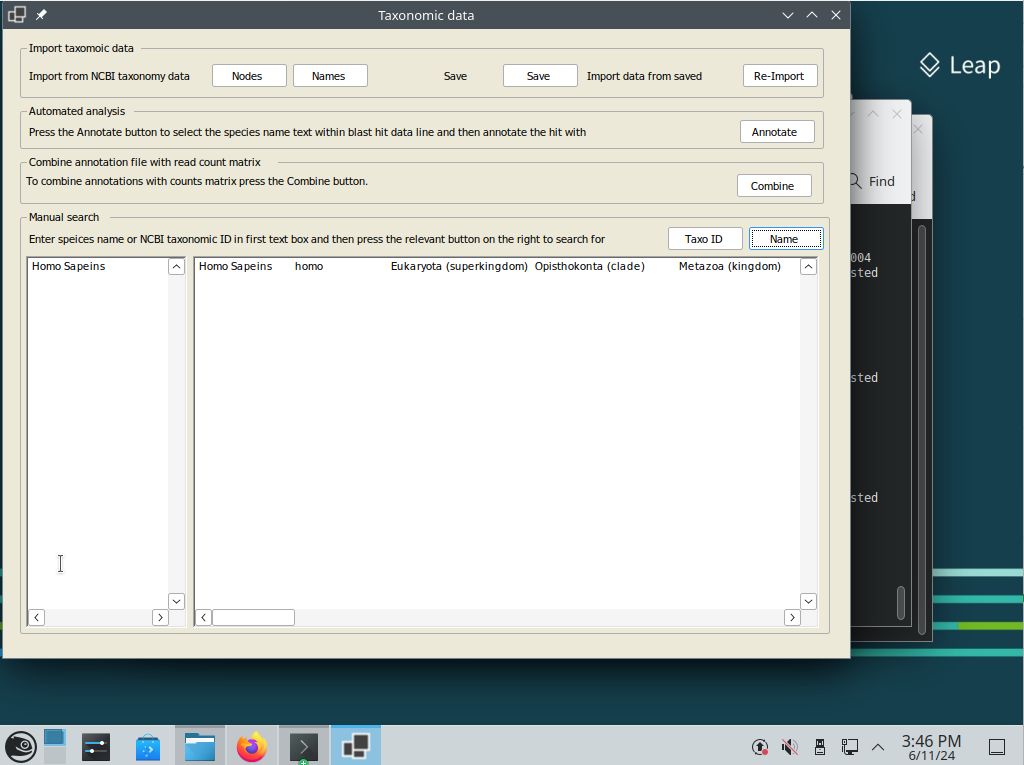 Taxonomic data
Import taxomoic data
Import from NCBI taxonomy data Nodes Names Save Save Import data from saved Re-Import
Automated analysis
Press the Annotate button to select the species name text within blast hit data line and then annotate the hit with Annotate
Combine annotation file with read count matrix
To combine annotations with counts matrix press the Combine button. Combine
Manual search
Enter speices name or NCBI taxonomic ID in first text box and then press the relevant button on the right to search for Taxo ID Name
Homo Sapeins
Homo Sapeins homo Eukaryota (superkingdom) Opisthokonta (clade) Metazoa (kingdom)
Leap
Find
d
004
sted
sted
sted
3:46 PM
6/11/24